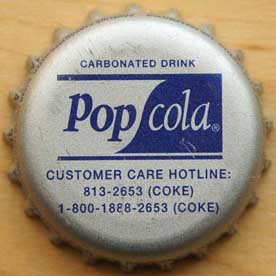 CARBONATED DRINK
Pop cola®
CUSTOMER CARE HOTLINE:
813-2653 (COKE)
1-800-1888-2653 (COKE)